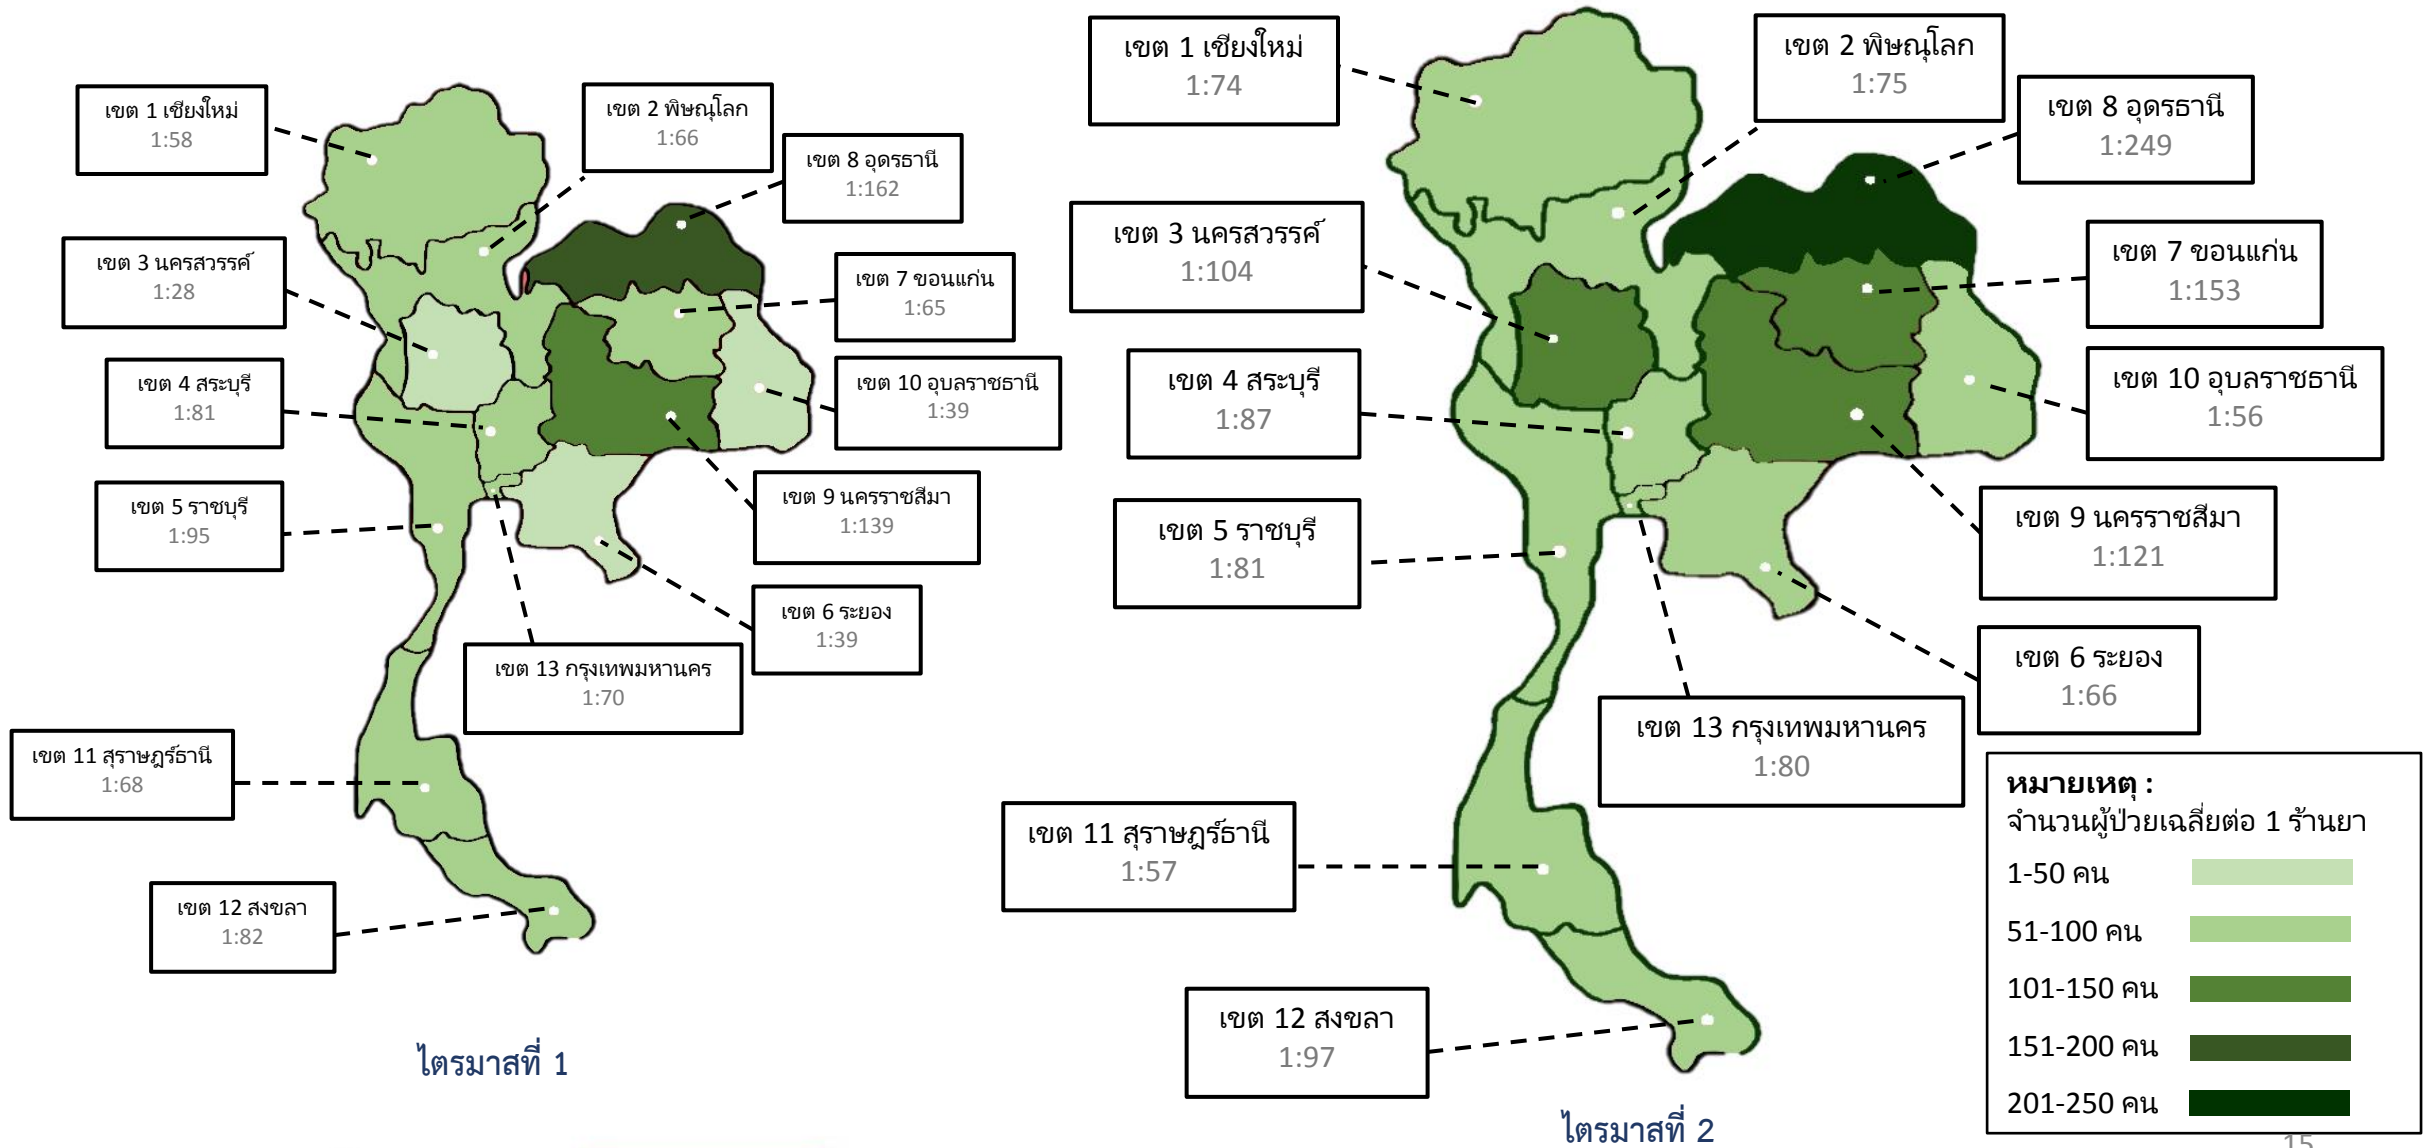 เขต 1 เชียงใหม่
1:58
เขต 2 พิษณุโลก
1:66
เขต 8 อุดรธานี
1:162
เขต 3 นครสวรรค์
1:28
เขต 7 ขอนแก่น
1:65
เขต 4 สระบุรี
1:81
เขต 10 อุบลราชธานี
1:39
เขต 5 ราชบุรี
1:95
เขต 9 นครราชสีมา
1:139
เขต 6 ระยอง
1:39
เขต 13 กรุงเทพมหานคร
1:70
เขต 11 สุราษฎร์ธานี
1:68
เขต 12 สงขลา
1:82
ไตรมาสที่ 1
เขต 1 เชียงใหม่
1:74
เขต 2 พิษณุโลก
1:75
เขต 8 อุดรธานี
1:249
เขต 3 นครสวรรค์
1:104
เขต 7 ขอนแก่น
1:153
เขต 4 สระบุรี
1:87
เขต 10 อุบลราชธานี
1:56
เขต 5 ราชบุรี
1:81
เขต 9 นครราชสีมา
1:121
เขต 6 ระยอง
1:66
เขต 13 กรุงเทพมหานคร
1:80
เขต 11 สุราษฎร์ธานี
1:57
เขต 12 สงขลา
1:97
ไตรมาสที่ 2
หมายเหตุ :
จำนวนผู้ป่วยเฉลี่ยต่อ 1 ร้านยา
1-50 คน
51-100 คน
101-150 คน
151-200 คน
201-250 คน
15